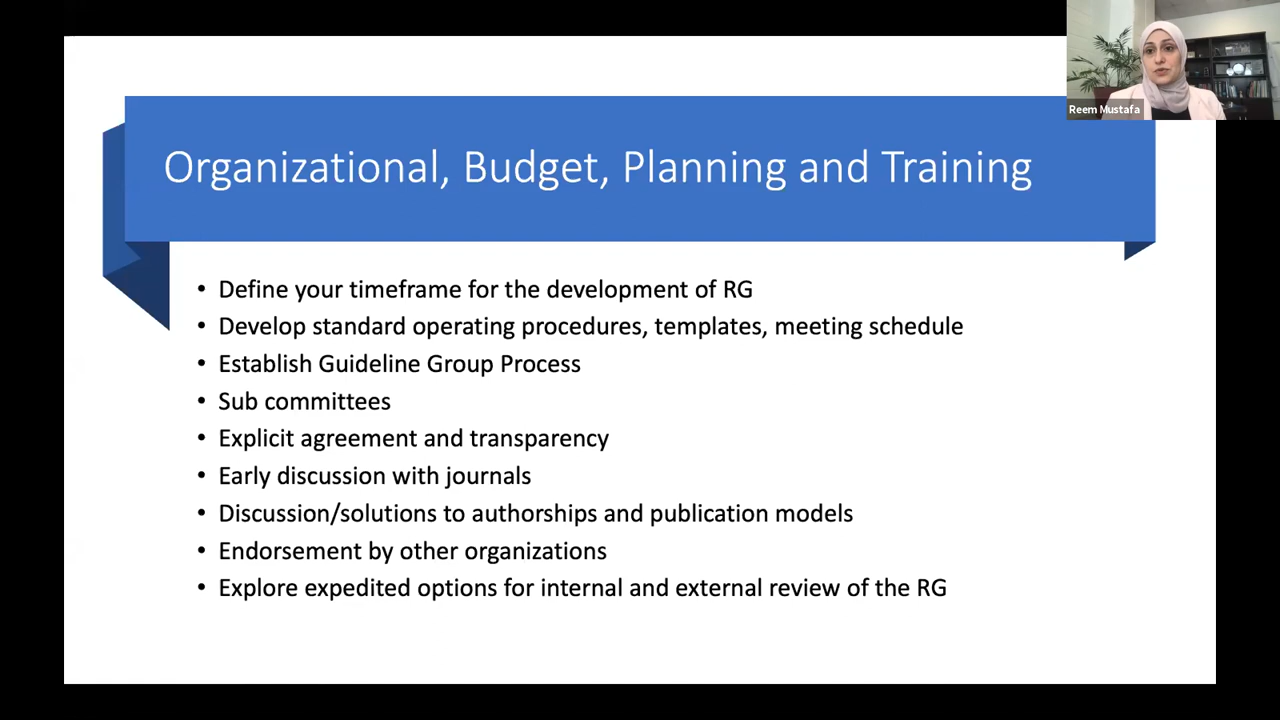 Reem Mustafa
Organizational, Budget, Planning and Training
• Define your timeframe for the development of RG
• Develop standard operating procedures, templates, meeting schedule
• Establish Guideline Group Process
• Sub committees
• Explicit agreement and transparency
• Early discussion with journals
• Discussion/solutions to authorships and publication models
• Endorsement by other organizations
• Explore expedited options for internal and external review of the RG